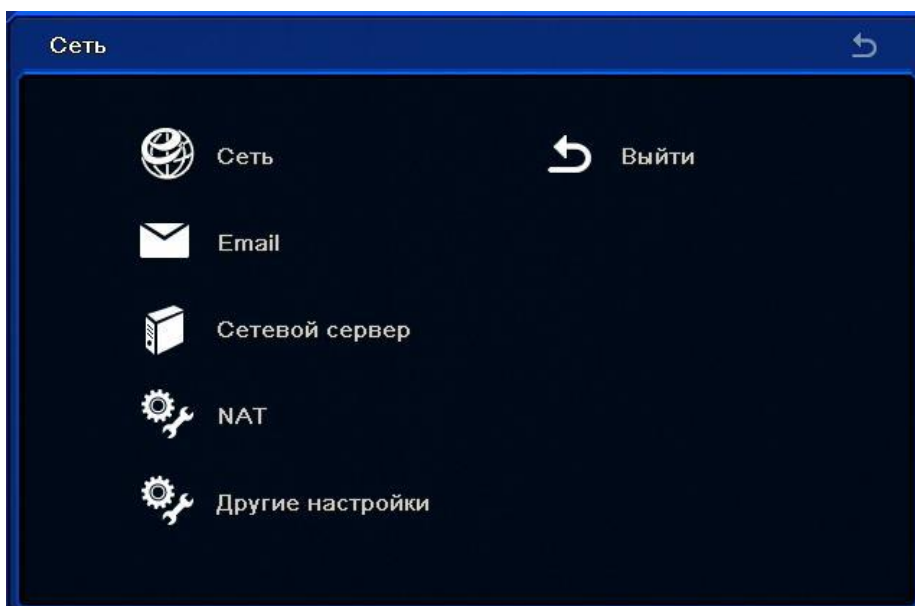 Сеть
Сеть
Выйти
Email
Сетевой сервер
NAT
Другие настройки